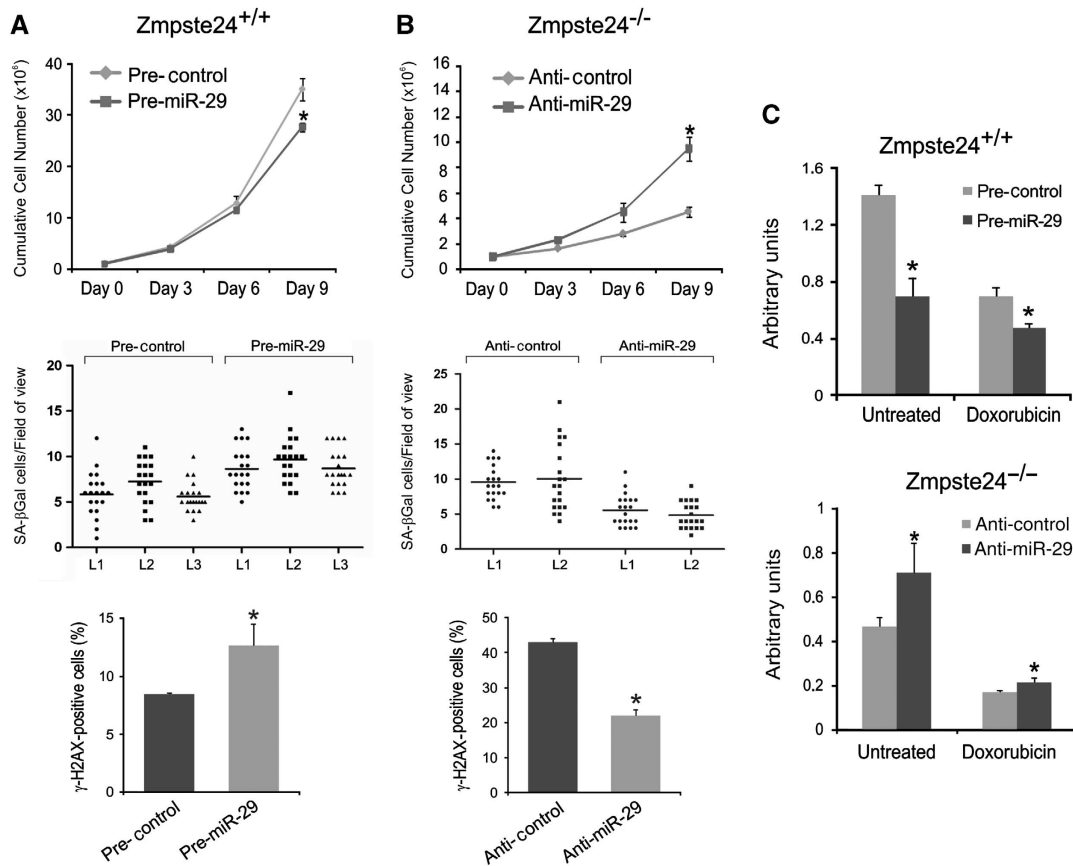 A
Zmpste24+/+
Cumulative Cell Number (x10⁶)
40
30
20
10
0
Pre-control
Pre-miR-29
*
Day 0 Day 3 Day 6 Day 9
Pre-control Pre-miR-29
SA-βGal cells/Field of view
20
15
10
5
0
L1 L2 L3 L1 L2 L3
γ-H2AX-positive cells (%)
15
10
5
0
*
Pre-control
Pre-miR-29
B
Zmpste24-/-
Cumulative Cell Number (x10⁶)
16
14
12
10
8
6
4
2
0
Anti-control
Anti-miR-29
*
Day 0 Day 3 Day 6 Day 9
Anti-control Anti-miR-29
SA-βGal cells/Field of view
25
20
15
10
5
0
L1 L2 L1 L2
γ-H2AX-positive cells (%)
50
40
30
20
10
0
*
Anti-control
Anti-miR-29
C
Zmpste24+/+
Arbitrary units
1.6
1.2
0.8
0.4
0
Pre-control
Pre-miR-29
*
*
Untreated Doxorubicin
Zmpste24−/−
Arbitrary units
1
0.8
0.6
0.4
0.2
0
Anti-control
Anti-miR-29
*
*
Untreated Doxorubicin